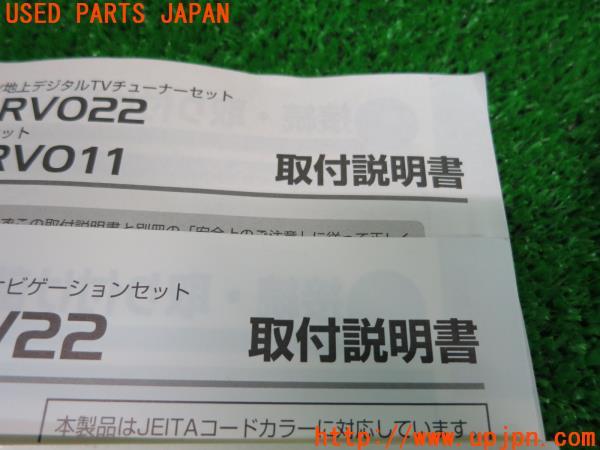 USED PARTS JAPAN
地上デジタルTVチューナーセット
RVO22
ット
RVO11
取付説明書
この取付説明書と別冊の「安全上のご注意」に従って正しく
ナビゲーションセット
V22
取付説明書
本製品はJEITAコードカラーに対応しています
http://www.upjpn.com